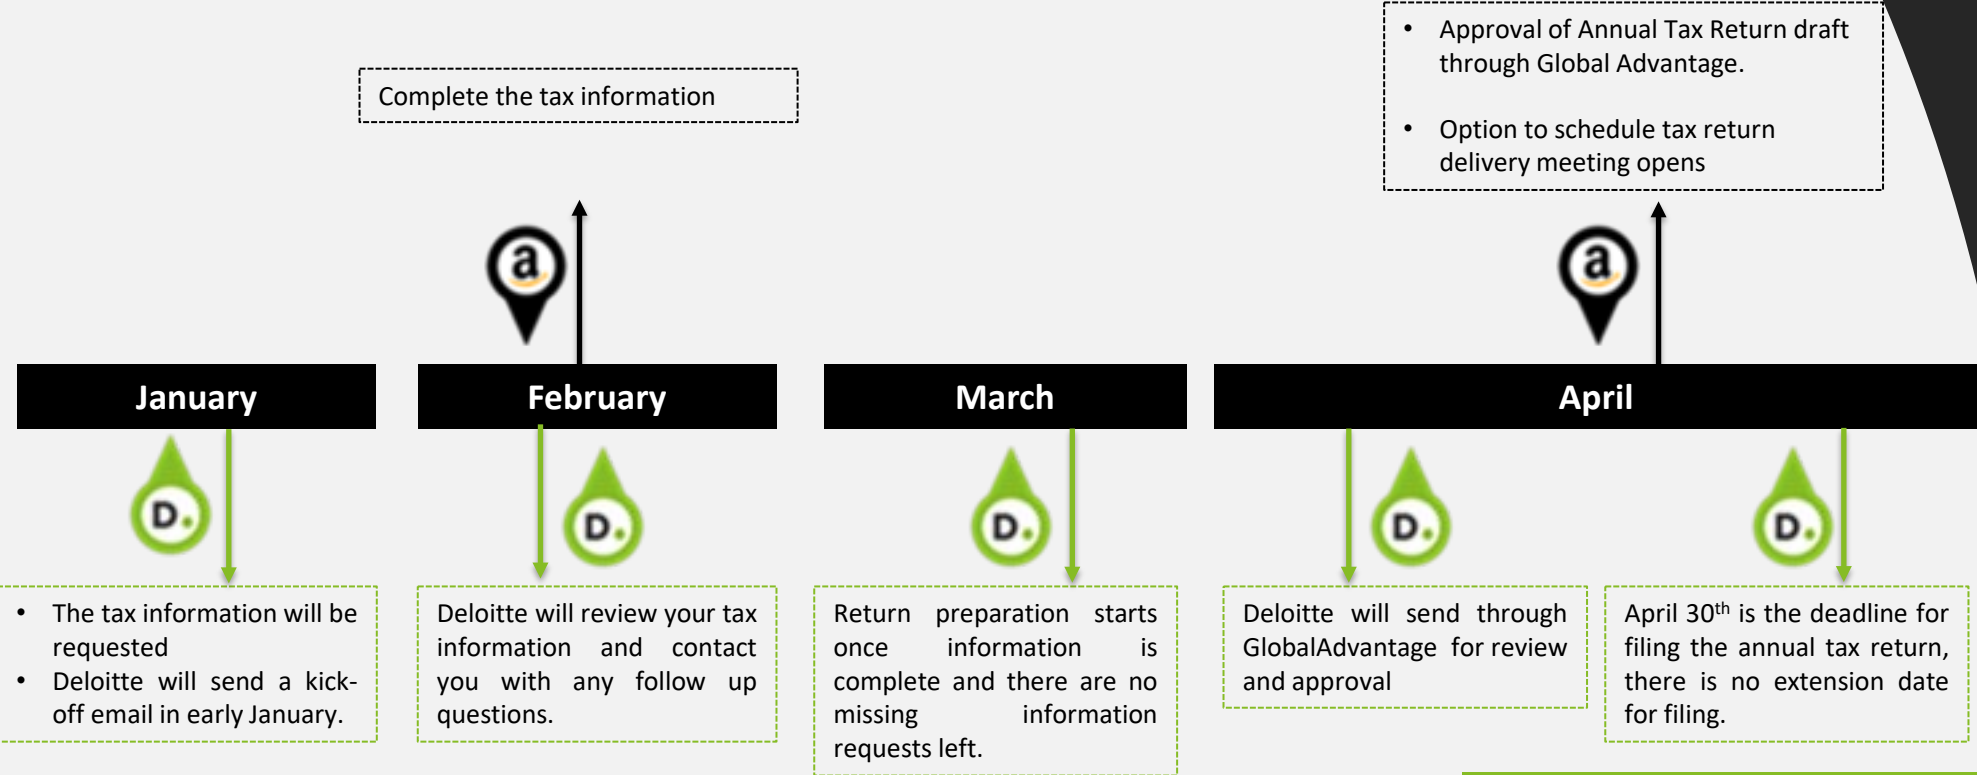 • Approval of Annual Tax Return draft
through Global Advantage.
• Option to schedule tax return
delivery meeting opens
Complete the tax information
a
a
January
February
March
April
D.
D.
D.
D.
D.
• The tax information will be
requested
• Deloitte will send a kick-
off email in early January.
Deloitte will review your tax
information and contact
you with any follow up
questions.
Return preparation starts
once information is
complete and there are no
missing information
requests left.
Deloitte will send through
GlobalAdvantage for review
and approval
April 30th is the deadline for
filing the annual tax return,
there is no extension date
for filing.